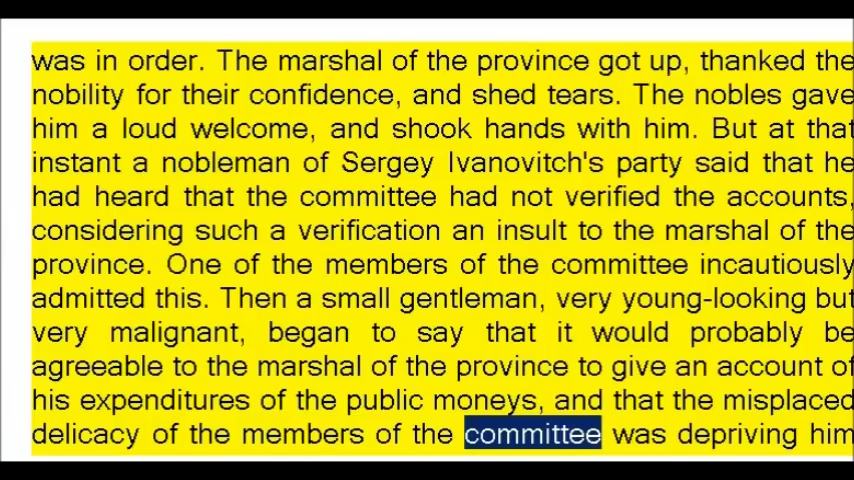 was in order. The marshal of the province got up, thanked the
nobility for their confidence, and shed tears. The nobles gave
him a loud welcome, and shook hands with him. But at that
instant a nobleman of Sergey Ivanovitch's party said that he
had heard that the committee had not verified the accounts,
considering such a verification an insult to the marshal of the
province. One of the members of the committee incautiously
admitted this. Then a small gentleman, very young-looking but
very malignant, began to say that it would probably be
agreeable to the marshal of the province to give an account of
his expenditures of the public moneys, and that the misplaced
delicacy of the members of the committee was depriving him